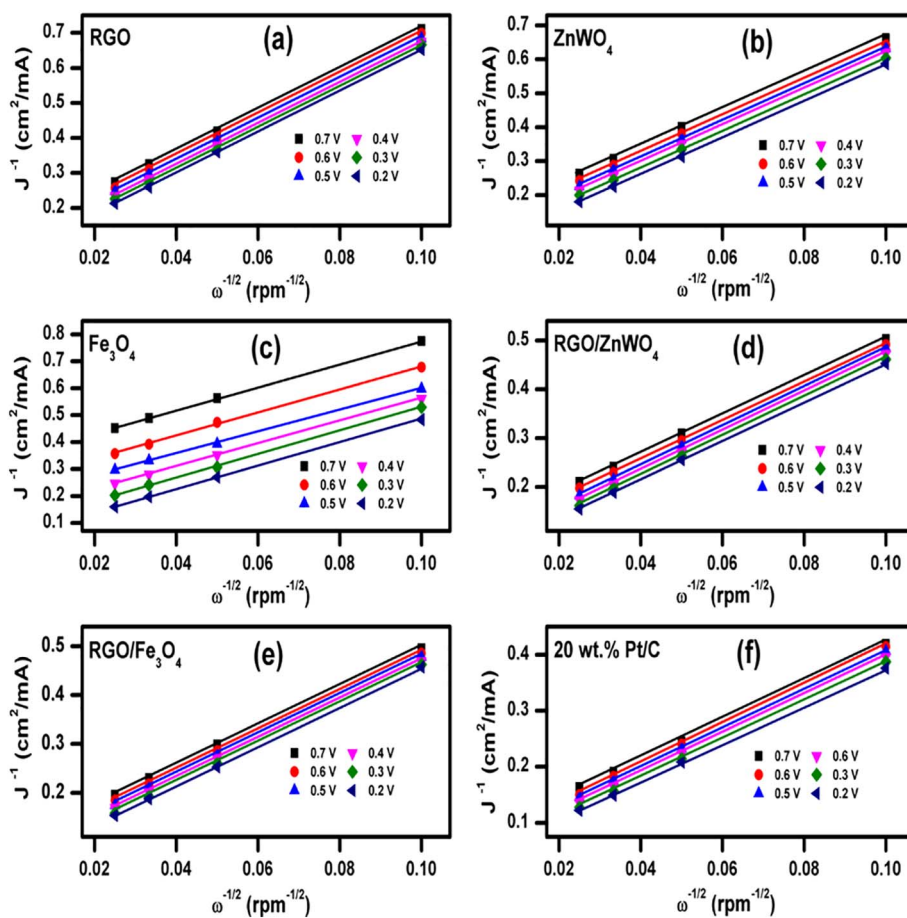 RGO
(a)
J⁻¹ (cm²/mA)
0.7
0.6
0.5
0.4
0.3
0.2
0.7 V 0.4 V
0.6 V 0.3 V
0.5 V 0.2 V
0.02 0.04 0.06 0.08 0.10
ω⁻¹/² (rpm⁻¹/²)
ZnWO₄
(b)
J⁻¹ (cm²/mA)
0.7
0.6
0.5
0.4
0.3
0.2
0.7 V 0.4 V
0.6 V 0.3 V
0.5 V 0.2 V
0.02 0.04 0.06 0.08 0.10
ω⁻¹/² (rpm⁻¹/²)
Fe₃O₄
(c)
J⁻¹ (cm²/mA)
0.8
0.7
0.6
0.5
0.4
0.3
0.2
0.1
0.7 V 0.4 V
0.6 V 0.3 V
0.5 V 0.2 V
0.02 0.04 0.06 0.08 0.10
ω⁻¹/² (rpm⁻¹/²)
RGO/ZnWO₄
(d)
J⁻¹ (cm²/mA)
0.5
0.4
0.3
0.2
0.7 V 0.4 V
0.6 V 0.3 V
0.5 V 0.2 V
0.02 0.04 0.06 0.08 0.10
ω⁻¹/² (rpm⁻¹/²)
RGO/Fe₃O₄
(e)
J⁻¹ (cm²/mA)
0.5
0.4
0.3
0.2
0.7 V 0.4 V
0.6 V 0.3 V
0.5 V 0.2 V
0.02 0.04 0.06 0.08 0.10
ω⁻¹/² (rpm⁻¹/²)
20 wt.% Pt/C
(f)
J⁻¹ (cm²/mA)
0.4
0.3
0.2
0.1
0.7 V 0.6 V
0.6 V 0.3 V
0.5 V 0.2 V
0.02 0.04 0.06 0.08 0.10
ω⁻¹/² (rpm⁻¹/²)